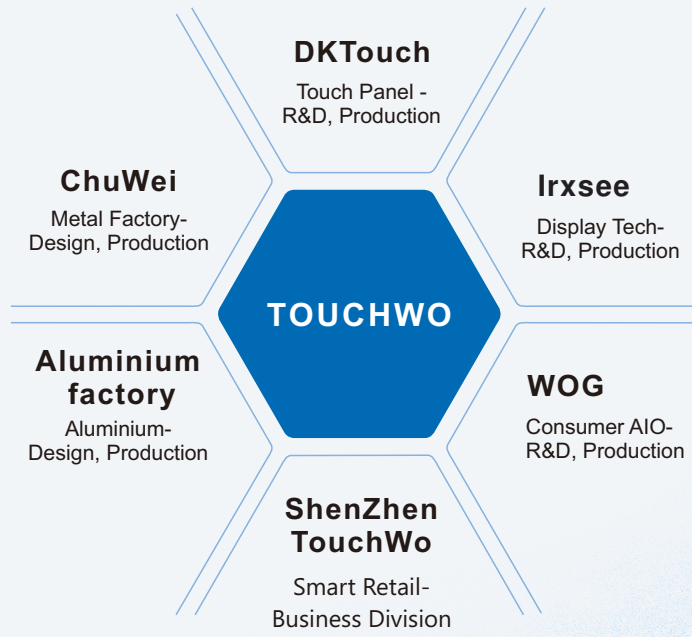 DKTouch
Touch Panel -
R&D, Production
ChuWei
Metal Factory-
Design, Production
Irxsee
Display Tech-
R&D, Production
TOUCHWO
Aluminium
factory
Aluminium-
Design, Production
WOG
Consumer AIO-
R&D, Production
ShenZhen
TouchWo
Smart Retail-
Business Division